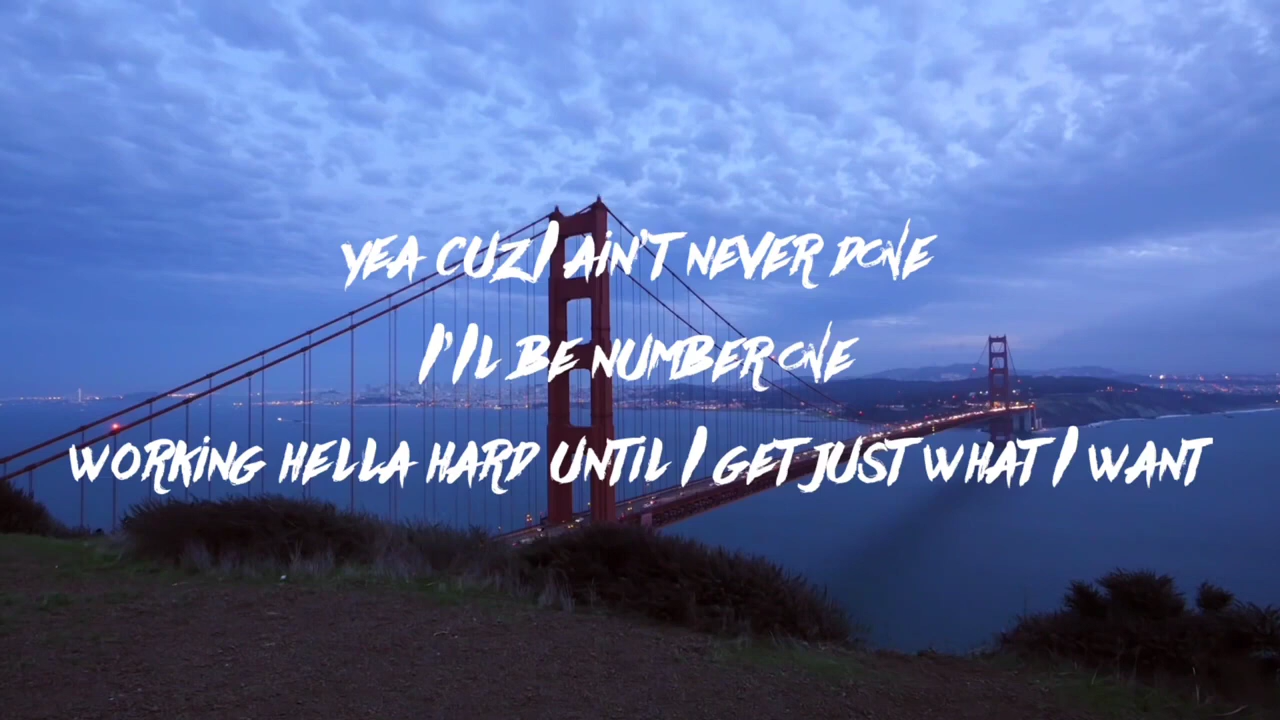 yea cuz I ain't never done
I'll be number one
working hella hard until I get just what I want